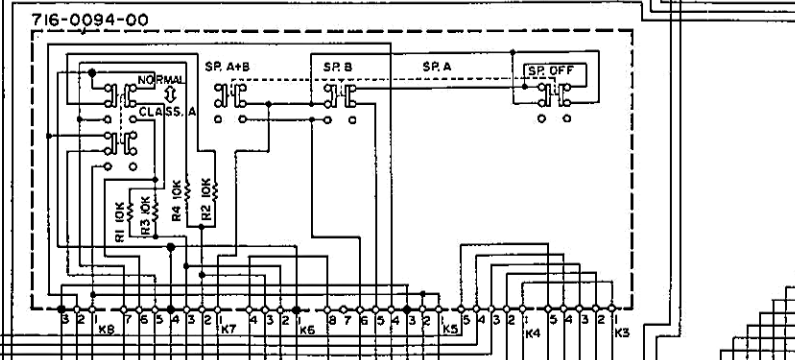 716-0094-00
SP. A+B SP. B SP. A SP. OFF
NORMAL
CLASS. A
R1 10K R3 10K R4 10K R2 10K
3 2 1 K8 7 6 5 4 3 2 1 K7 4 3 2 1 K6 8 7 6 5 4 3 2 1 K5 5 4 3 2 1 K4 5 4 3 2 1 K3